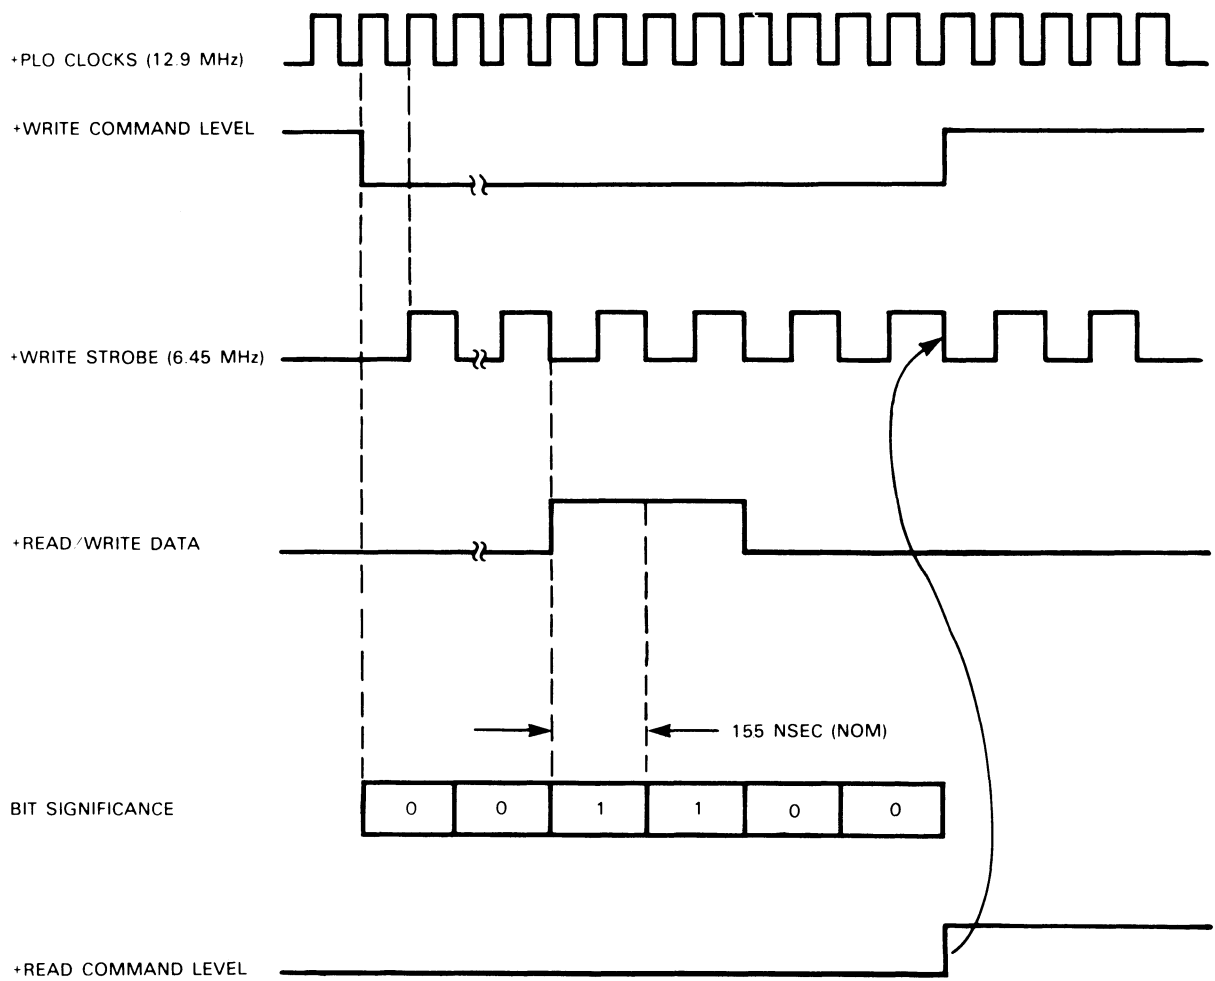 +PLO CLOCKS (12.9 MHz)
+WRITE COMMAND LEVEL
+WRITE STROBE (6.45 MHz)
+READ/WRITE DATA
155 NSEC (NOM)
BIT SIGNIFICANCE
0 0 1 1 0 0
+READ COMMAND LEVEL